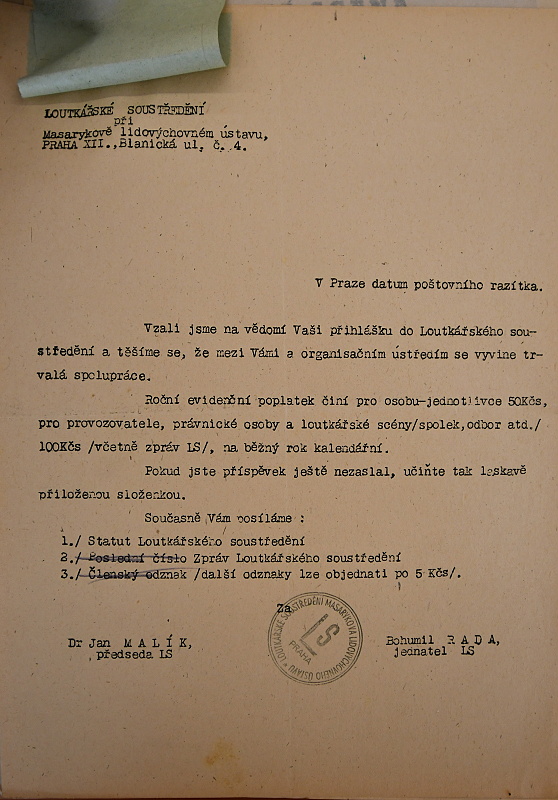 LOUTKÁŘSKÉ SOUSTŘEDĚNÍ
při
Masarykově lidovýchovném ústavu,
PRAHA XII., Blanická ul. č. 4.
V Praze datum poštovního razítka.
Vzali jsme na vědomí Vaši přihlášku do Loutkářského sou-
středění a těšíme se, že mezi Vámi a organisačním ústředím se vyvine tr-
valá spolupráce.
Roční evidenční poplatek činí pro osobu-jednotlivce 50Kčs,
pro provozovatele, právnické osoby a loutkářské scény/spolek,odbor atd./
100Kčs /včetně zpráv LS/, na běžný rok kalendářní.
Pokud jste příspěvek ještě nezaslal, učiňte tak laskavě
přiloženou složenkou.
Současně Vám posíláme :
1./ Statut Loutkářského soustředění
2./ Poslední číslo Zpráv Loutkářského soustředění
3./ Členský odznak /další odznaky lze objednati po 5 Kčs/.
Za
LOUTKÁŘSKÉ SOUSTŘEDĚNÍ MASARYKOVA LIDOVÝCHOVNÉHO ÚSTAVU
LS
PRAHA
Dr Jan MALÍK,
předseda LS
Bohumil RADA,
jednatel LS